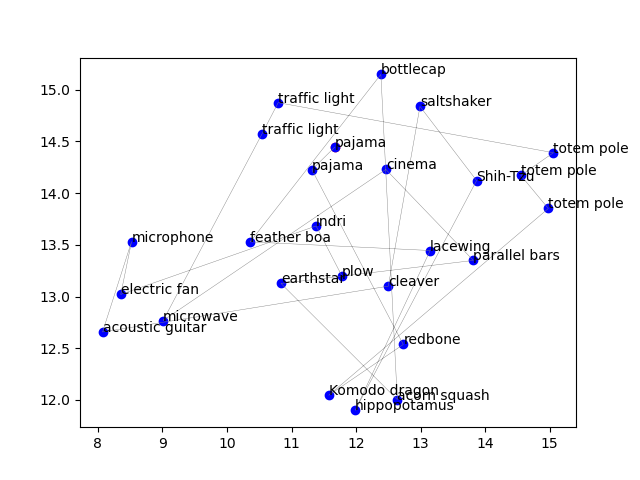 bottlecap
traffic light
saltshaker
traffic light
pajama
totem pole
pajama
cinema
Shih-Tzu
totem pole
totem pole
indri
microphone
feather boa
lacewing
parallel bars
electric fan
earthstar
plow
cleaver
acoustic guitar
microwave
redbone
Komodo dragon
acorn squash
hippopotamus
15.0
14.5
14.0
13.5
13.0
12.5
12.0
8 9 10 11 12 13 14 15